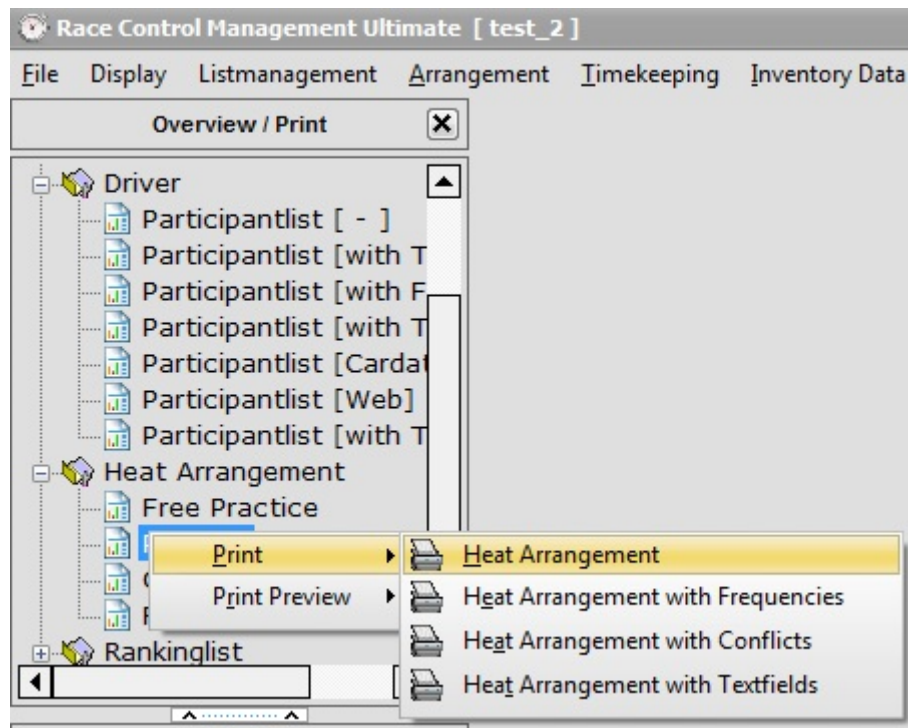 Race Control Management Ultimate [ test_2 ]
File Display Listmanagement Arrangement Timekeeping Inventory Data
Overview / Print
Driver
Participantlist [ - ]
Participantlist [with T
Participantlist [with F
Participantlist [with T
Participantlist [Cardat
Participantlist [Web]
Participantlist [with T
Heat Arrangement
Free Practice
Print Heat Arrangement
Print Preview Heat Arrangement with Frequencies
Heat Arrangement with Conflicts
Heat Arrangement with Textfields
Rankinglist